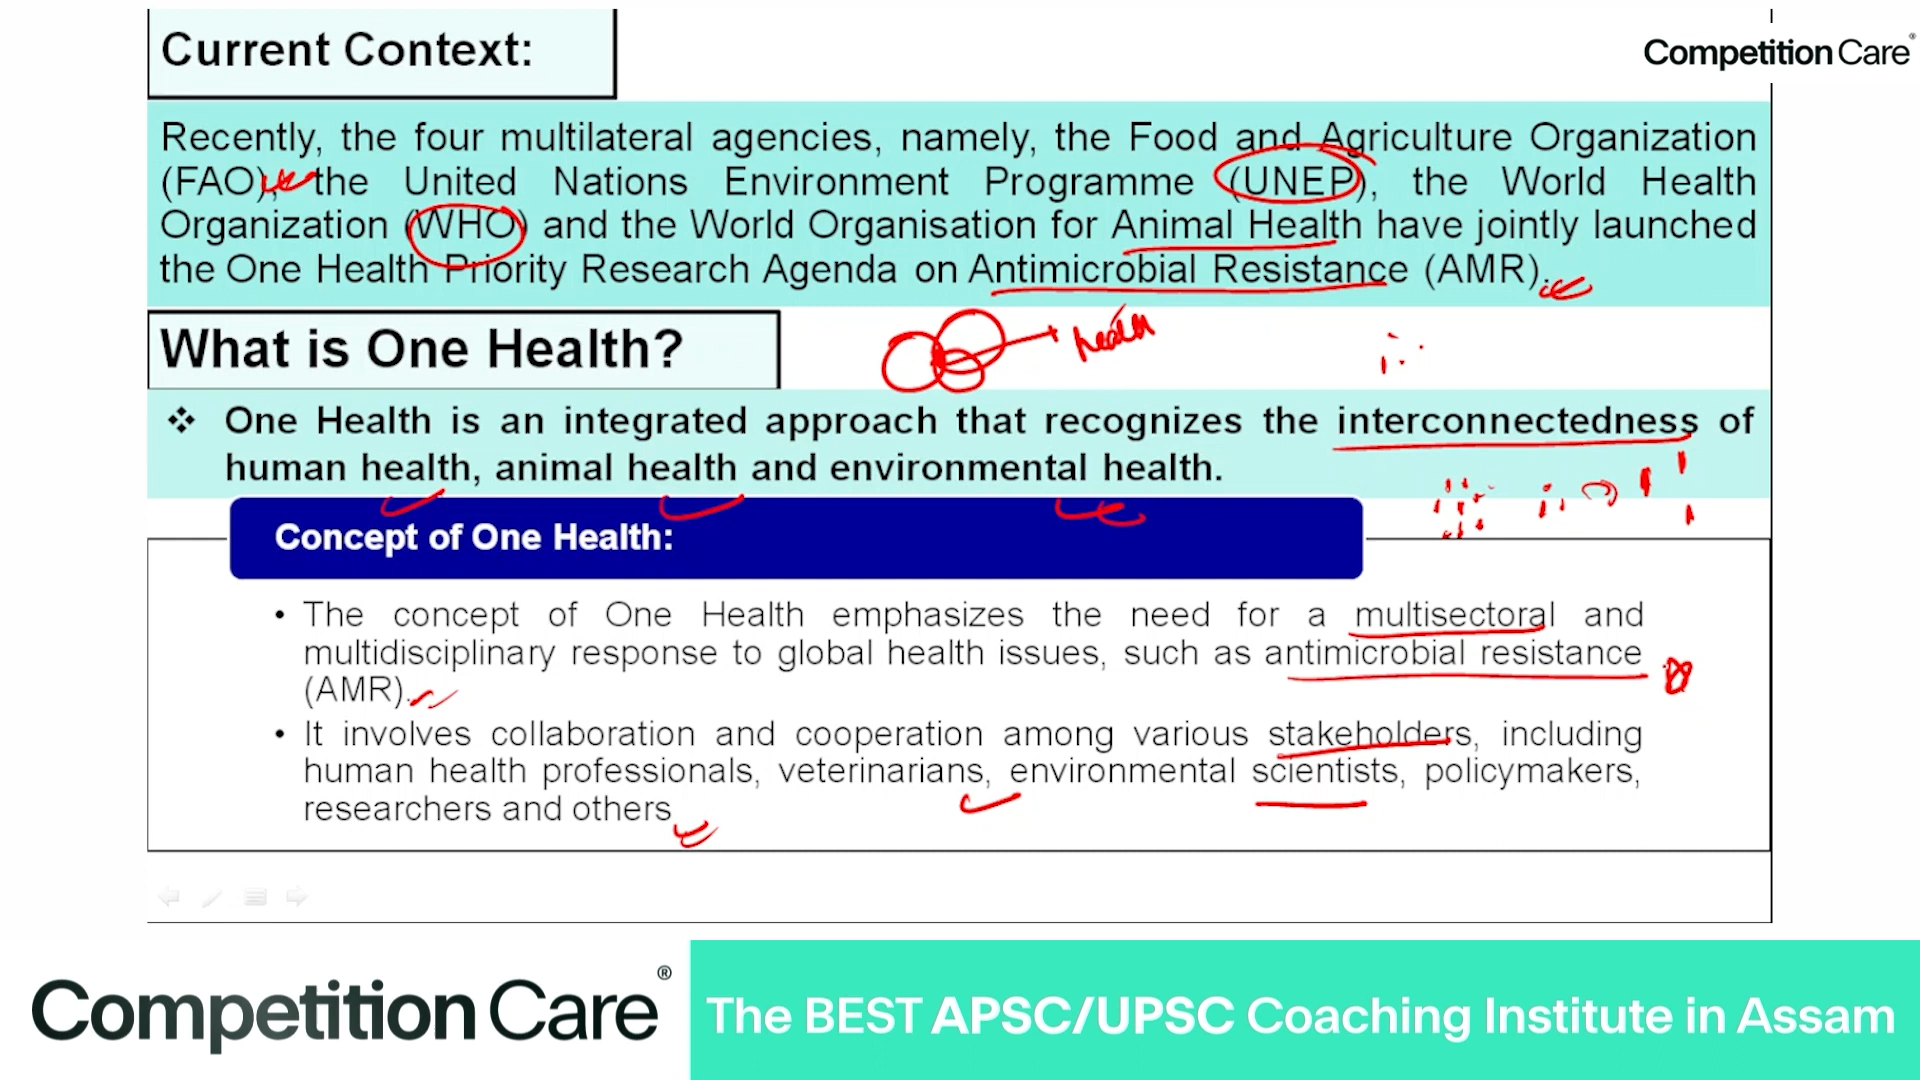 Current Context:
Competition Care®
Recently, the four multilateral agencies, namely, the Food and Agriculture Organization
(FAO), the United Nations Environment Programme (UNEP), the World Health
Organization (WHO) and the World Organisation for Animal Health have jointly launched
the One Health Priority Research Agenda on Antimicrobial Resistance (AMR).
What is One Health?
health
❖ One Health is an integrated approach that recognizes the interconnectedness of
human health, animal health and environmental health.
Concept of One Health:
• The concept of One Health emphasizes the need for a multisectoral and
multidisciplinary response to global health issues, such as antimicrobial resistance
(AMR).
• It involves collaboration and cooperation among various stakeholders, including
human health professionals, veterinarians, environmental scientists, policymakers,
researchers and others
Competition Care®
The BEST APSC/UPSC Coaching Institute in Assam